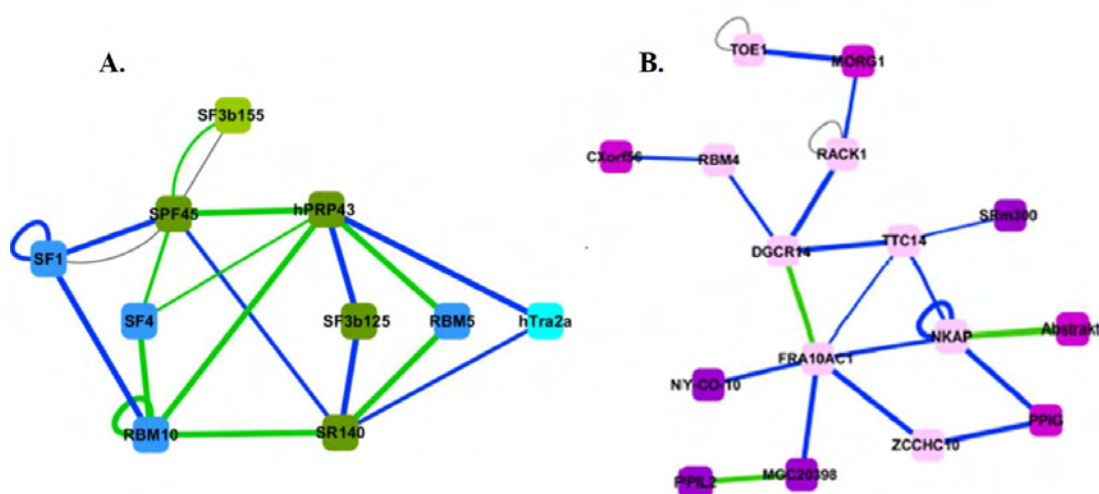 A.
B.
SF3b155
SPF45
hPRP43
SF1
SF4
SF3b125
RBM5
hTra2a
RBM10
SR140
TOE1
MORG1
CXorf56
RBM4
RACK1
SRm300
DGCR14
TTC14
NKAP
Abstrakt
FRA10AC1
NY-CO-10
PPIG
ZCCHC10
PPIL2
MGC20398